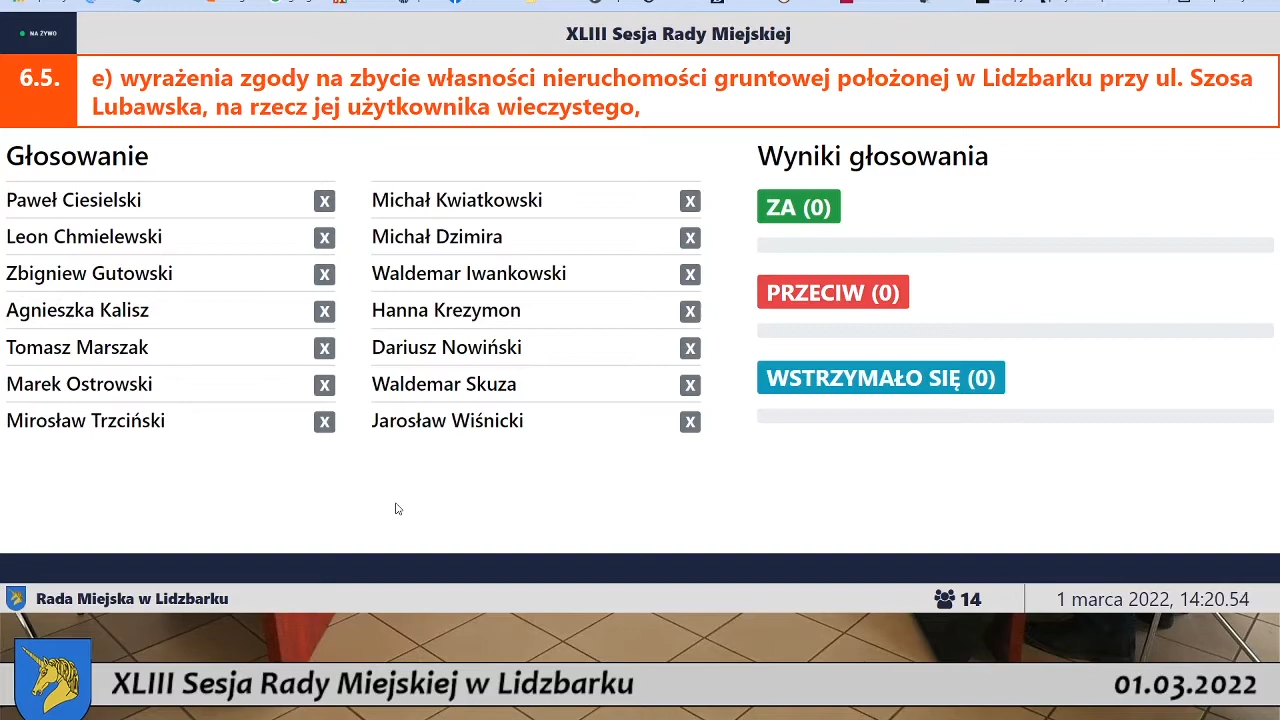 NA ŻYWO
XLIII Sesja Rady Miejskiej
6.5.
e) wyrażenia zgody na zbycie własności nieruchomości gruntowej położonej w Lidzbarku przy ul. Szosa
Lubawska, na rzecz jej użytkownika wieczystego,
Głosowanie
Paweł Ciesielski X
Leon Chmielewski X
Zbigniew Gutowski X
Agnieszka Kalisz X
Tomasz Marszak X
Marek Ostrowski X
Mirosław Trzciński X
Michał Kwiatkowski X
Michał Dzimira X
Waldemar Iwankowski X
Hanna Krezymon X
Dariusz Nowiński X
Waldemar Skuza X
Jarosław Wiśnicki X
Wyniki głosowania
ZA (0)
PRZECIW (0)
WSTRZYMAŁO SIĘ (0)
Rada Miejska w Lidzbarku
14
1 marca 2022, 14:20.54
XLIII Sesja Rady Miejskiej w Lidzbarku
01.03.2022